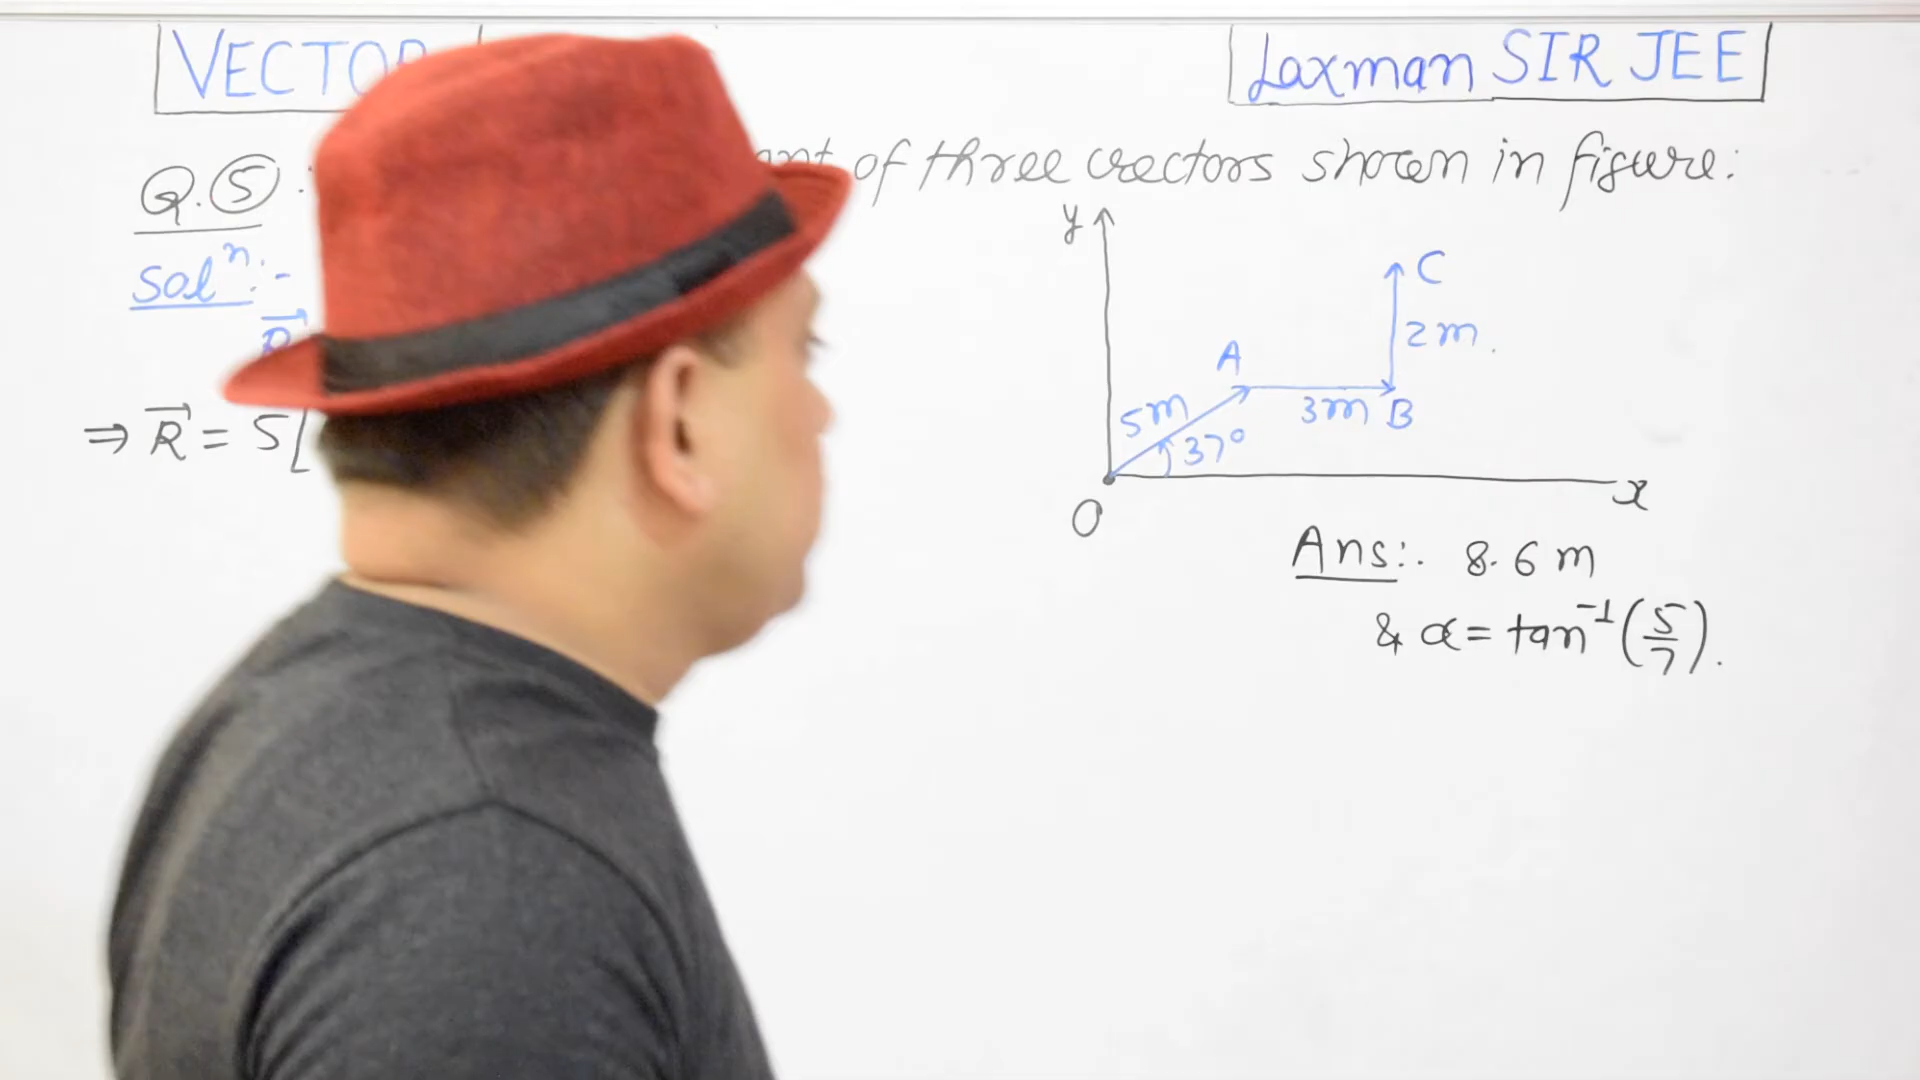 VECTOR
Laxman SIR JEE
Q.5 :
of three vectors shown in figure:
Solⁿ:-
⇒ R⃗ = 5[
y
C
2m.
A
5m
3m B
37°
x
O
Ans:. 8.6 m
& α = tan⁻¹(5/7).